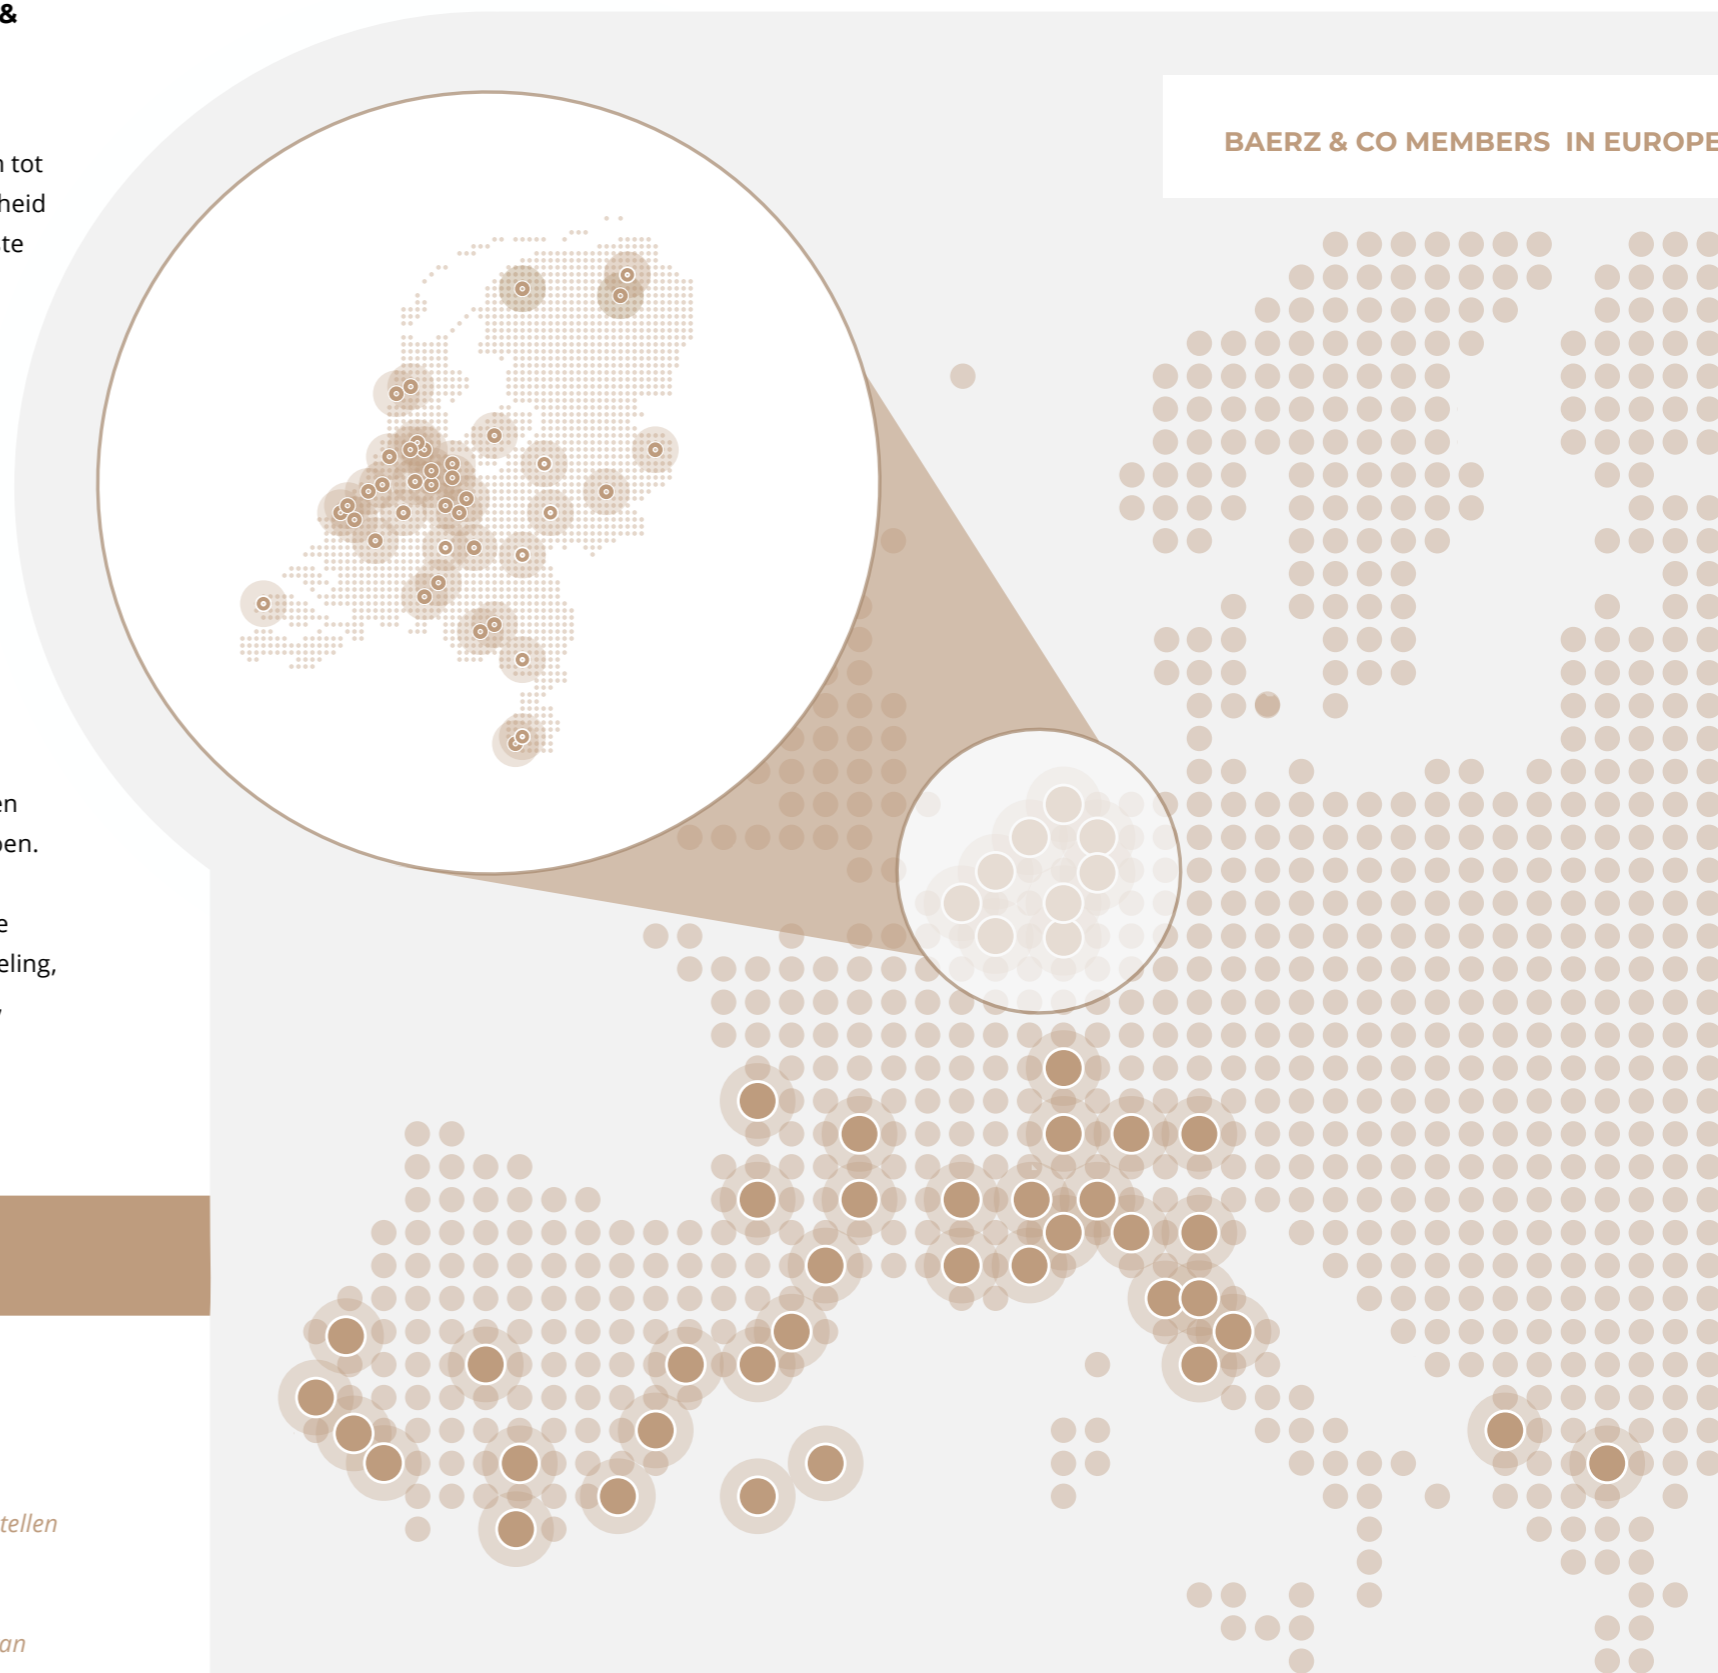 &
tot
heid
te
BAERZ & CO MEMBERS IN EUROPE
en
pen.
e
eling,
tellen
an